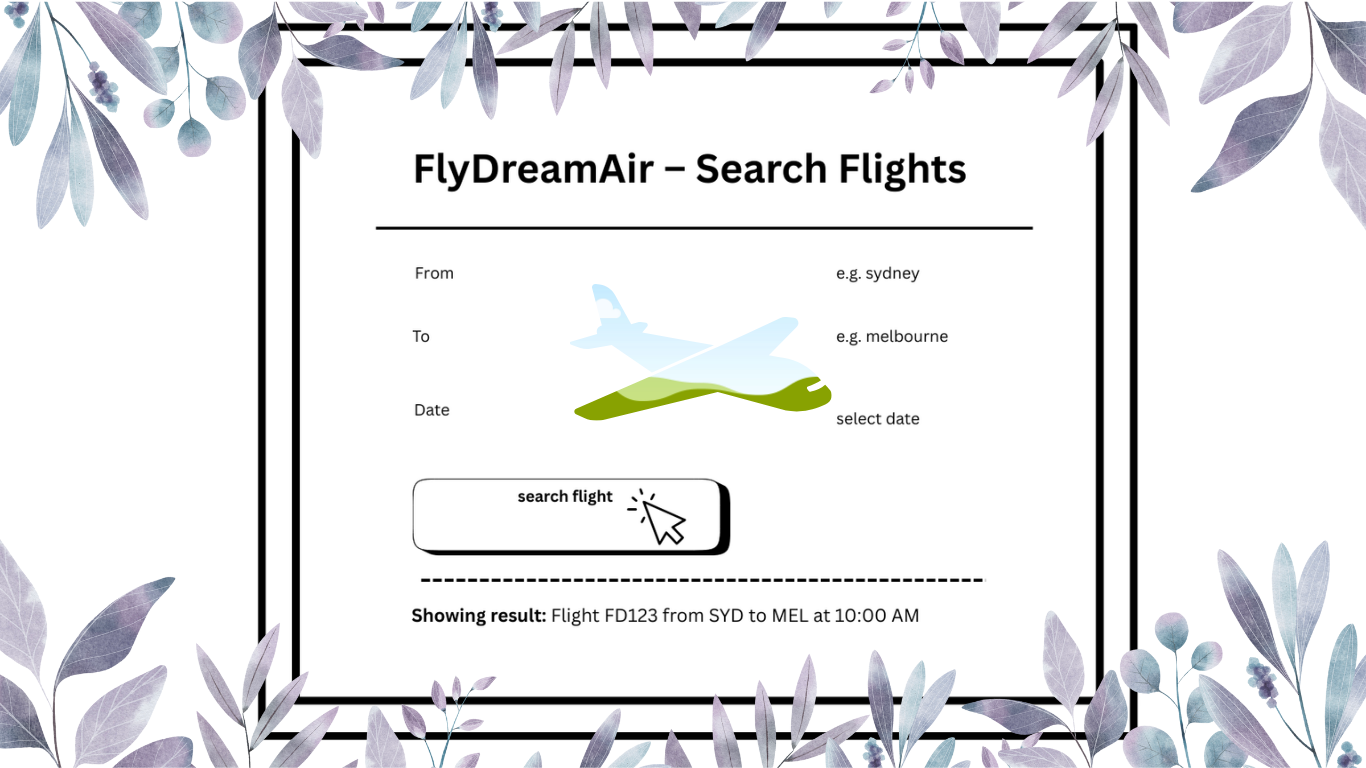 FlyDreamAir – Search Flights
From
e.g. sydney
To
e.g. melbourne
Date
select date
search flight
Showing result: Flight FD123 from SYD to MEL at 10:00 AM